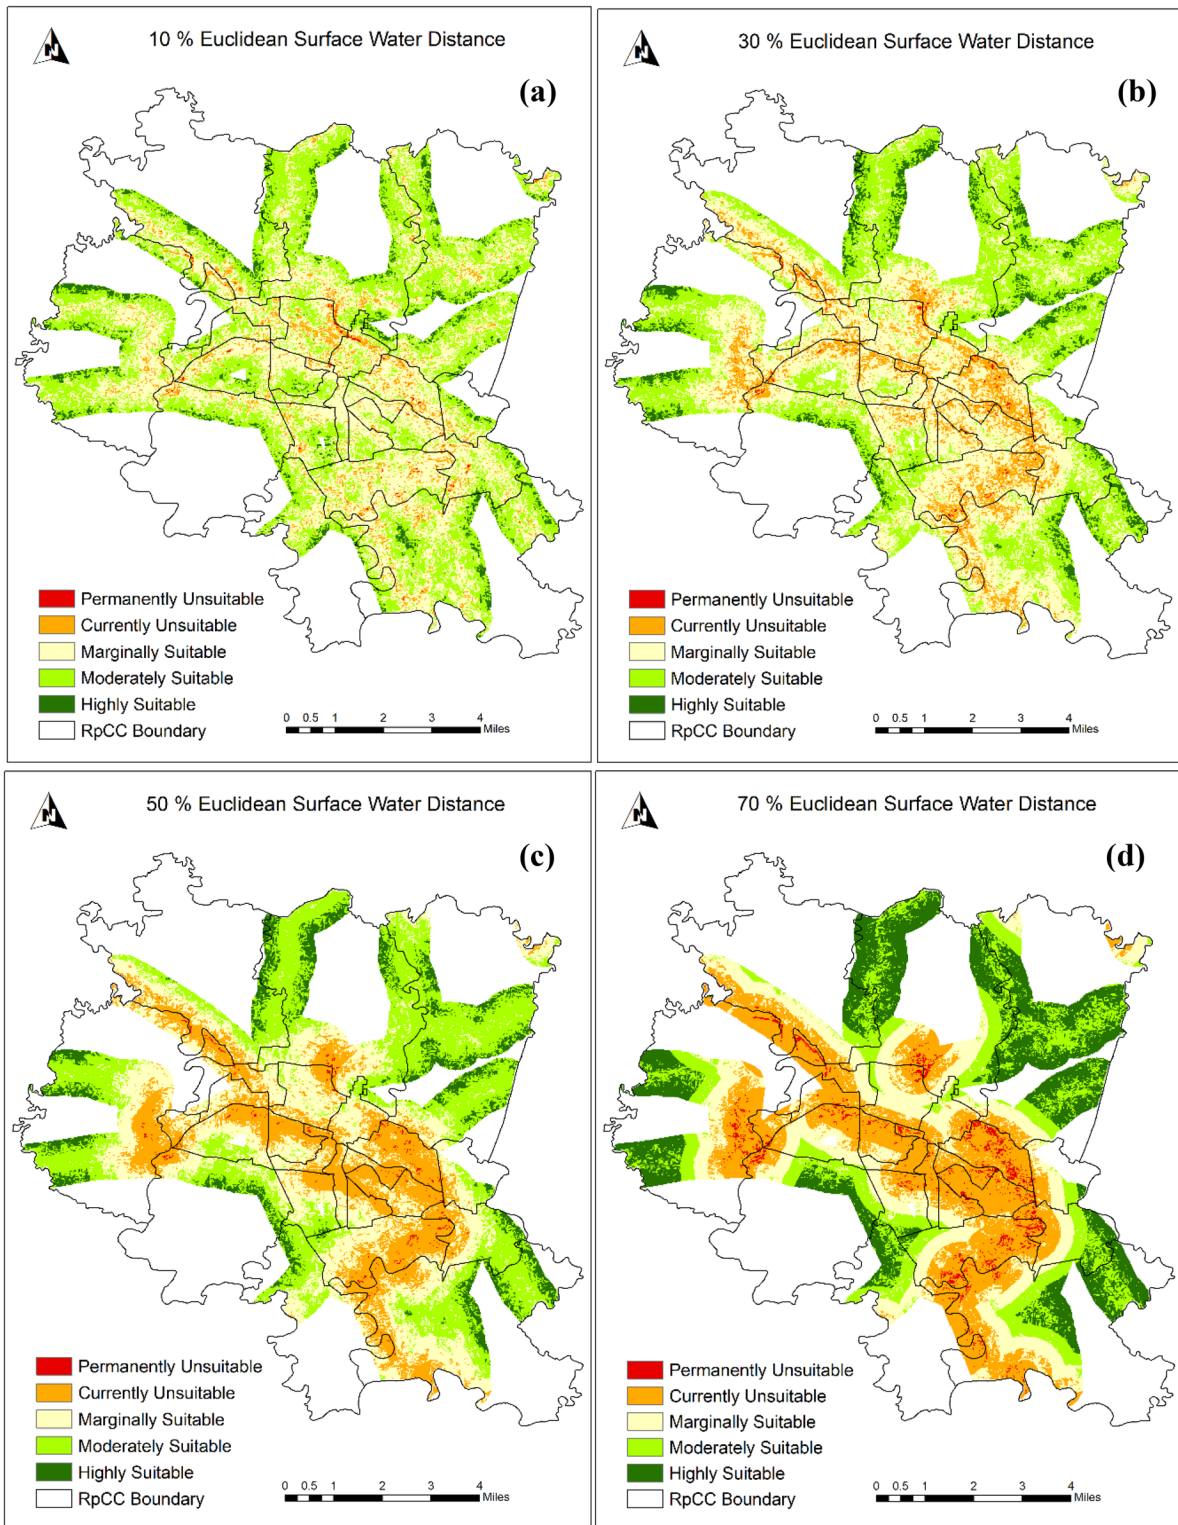 10 % Euclidean Surface Water Distance
N
(a)
Permanently Unsuitable
Currently Unsuitable
Marginally Suitable
Moderately Suitable
Highly Suitable
RpCC Boundary
0 0.5 1 2 3 4
Miles
30 % Euclidean Surface Water Distance
N
(b)
Permanently Unsuitable
Currently Unsuitable
Marginally Suitable
Moderately Suitable
Highly Suitable
RpCC Boundary
0 0.5 1 2 3 4
Miles
50 % Euclidean Surface Water Distance
N
(c)
Permanently Unsuitable
Currently Unsuitable
Marginally Suitable
Moderately Suitable
Highly Suitable
RpCC Boundary
0 0.5 1 2 3 4
Miles
70 % Euclidean Surface Water Distance
N
(d)
Permanently Unsuitable
Currently Unsuitable
Marginally Suitable
Moderately Suitable
Highly Suitable
RpCC Boundary
0 0.5 1 2 3 4
Miles